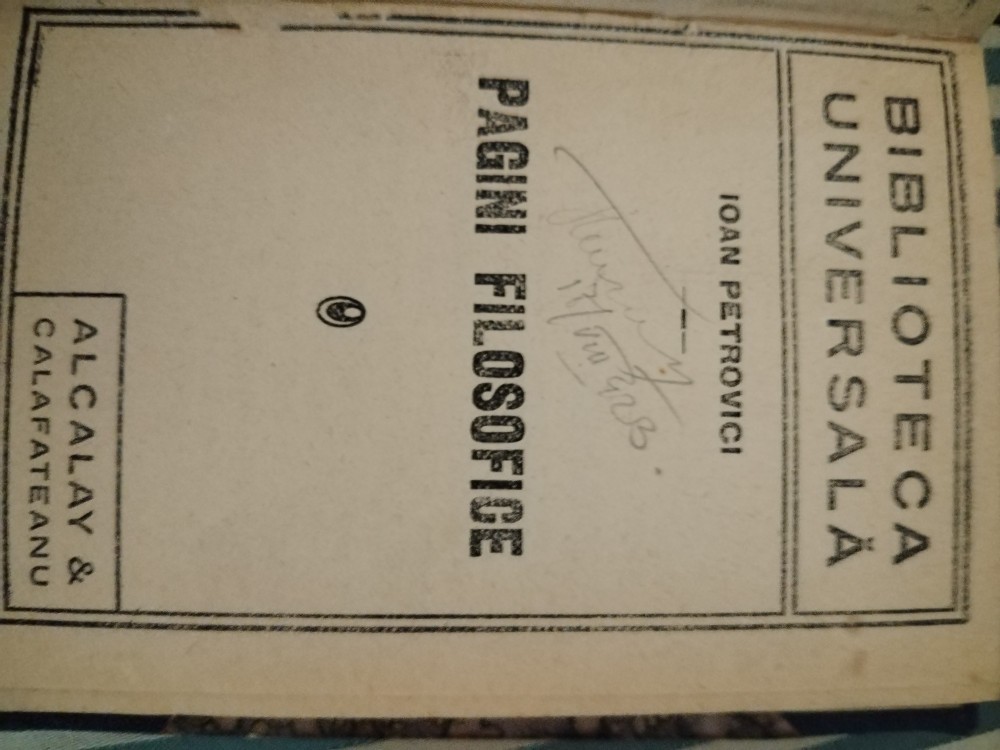 BIBLIOTECA
UNIVERSALĂ
IOAN PETROVICI
PAGINI FILOSOFICE
ALCALAY &
CALAFATEANU